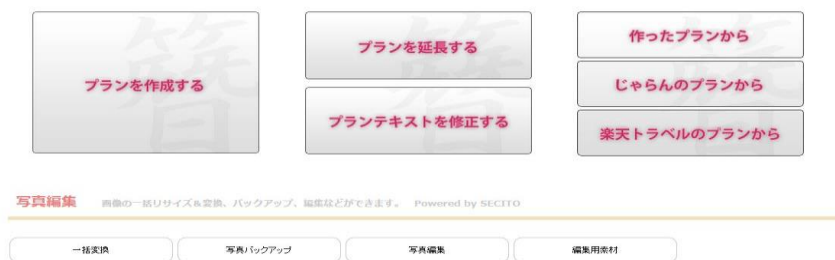 プランを作成する
プランを延長する
プランテキストを修正する
作ったプランから
じゃらんのプランから
楽天トラベルのプランから
写真編集 画像の一括リサイズ&変換、バックアップ、編集などができます。 Powered by SECITO
一括変換 写真バックアップ 写真編集 編集用素材